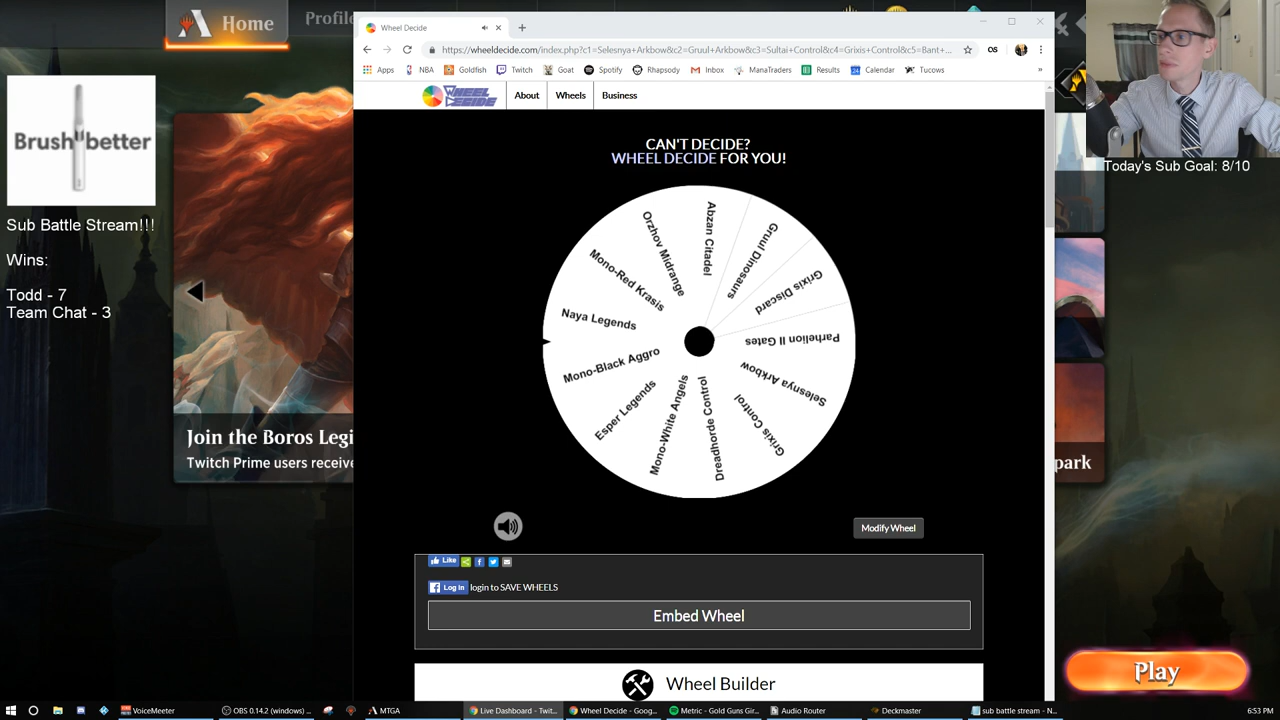 Home
Profile
Wheel Decide
https://wheeldecide.com/index.php?c1=Selesnya+Arkbow&c2=Gruul+Arkbow&c3=Sultai+Control&c4=Grixis+Control&c5=Bant+...
OS
Apps
NBA
Goldfish
Twitch
Goat
Spotify
Rhapsody
Inbox
ManaTraders
Results
Calendar
Tucows
»
WHEEL DECIDE
About
Wheels
Business
CAN'T DECIDE?
WHEEL DECIDE FOR YOU!
Abzan Citadel
Gruul Dinosaurs
Grixis Discard
Parhelion II Gates
Selesnya Arkbow
Grixis Control
Dreadhorde Control
Mono-White Angels
Esper Legends
Mono-Black Aggro
Naya Legends
Mono-Red Krasis
Orzhov Midrange
Modify Wheel
Like
Log In login to SAVE WHEELS
Embed Wheel
Wheel Builder
Brush better
Sub Battle Stream!!!
Wins:
Todd - 7
Team Chat - 3
Join the Boros Legi
Twitch Prime users receive
Today's Sub Goal: 8/10
park
Play
VoiceMeeter
OBS 0.14.2 (windows) ...
MTGA
Live Dashboard - Twit...
Wheel Decide - Goog...
Metric - Gold Guns Gir...
Audio Router
Deckmaster
sub battle stream - N...
6:53 PM